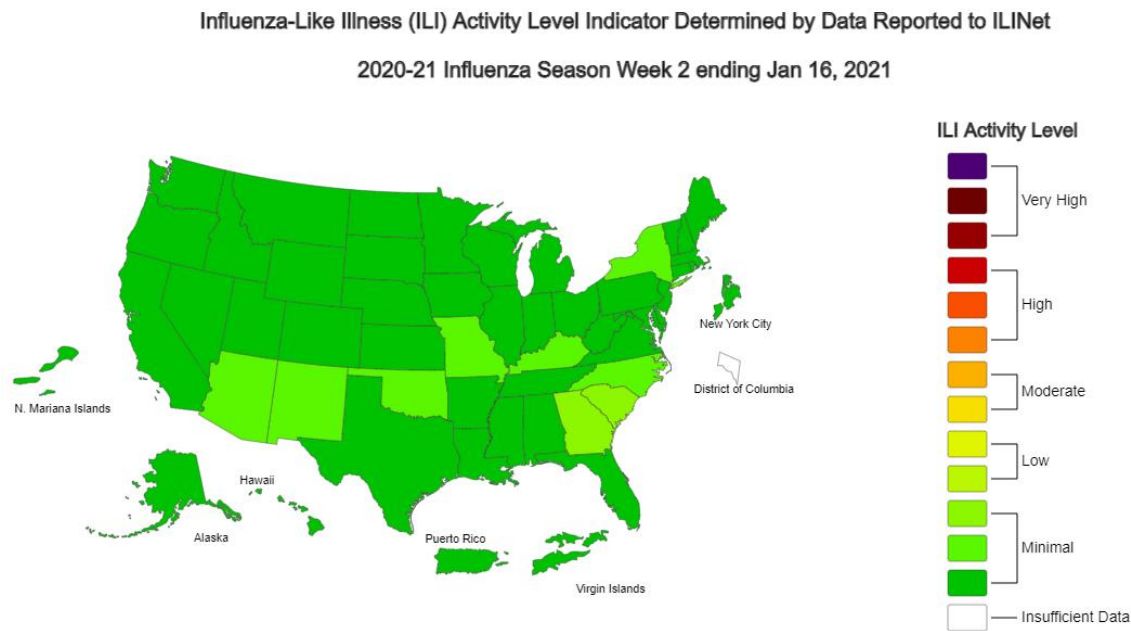 Influenza-Like Illness (ILI) Activity Level Indicator Determined by Data Reported to ILINet
2020-21 Influenza Season Week 2 ending Jan 16, 2021
ILI Activity Level
Very High
High
New York City
District of Columbia
Moderate
N. Mariana Islands
Low
Hawaii
Alaska
Puerto Rico
Minimal
Virgin Islands
Insufficient Data